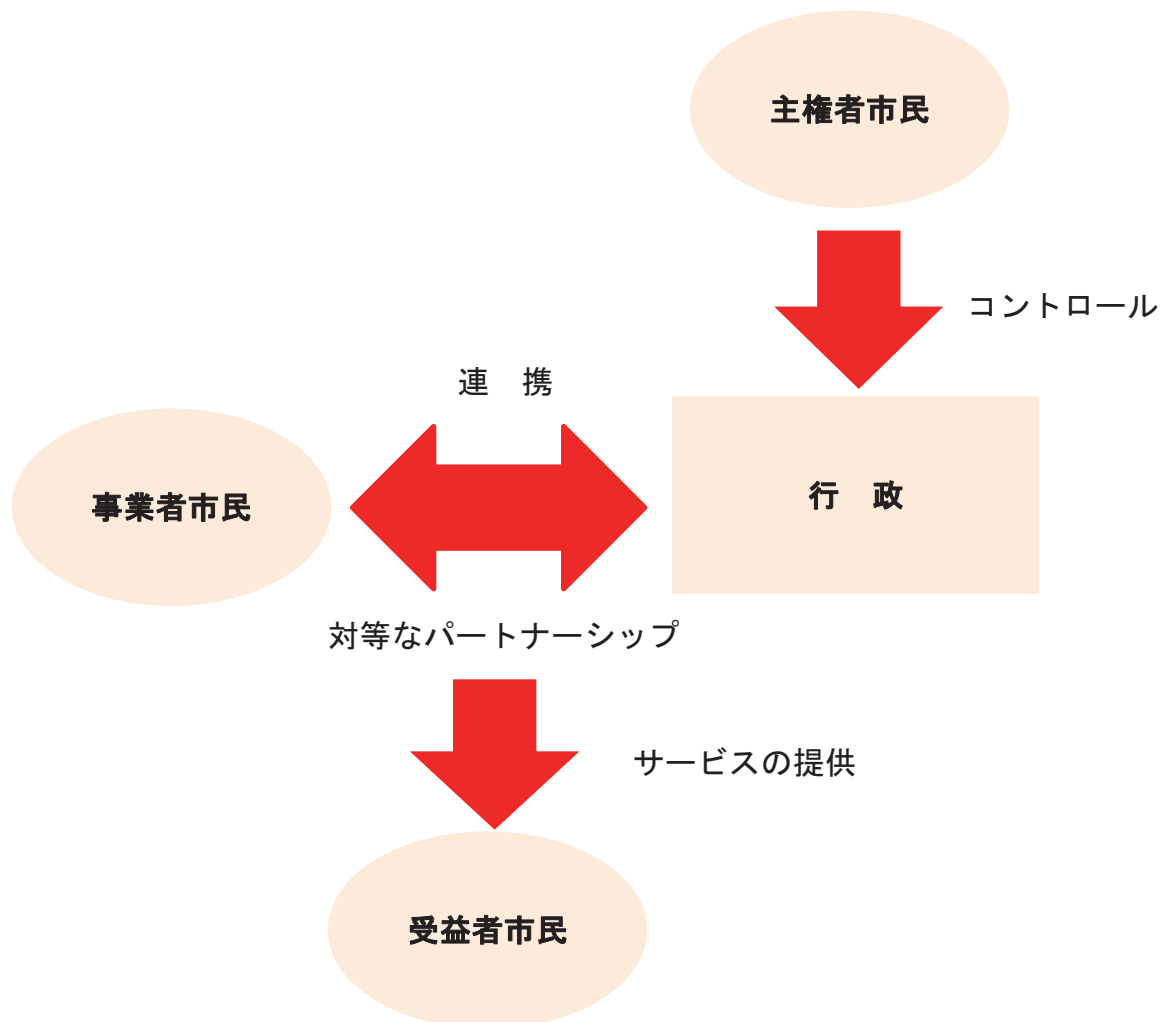 主権者市民
コントロール
連　携
事業者市民
行　政
対等なパートナーシップ
サービスの提供
受益者市民